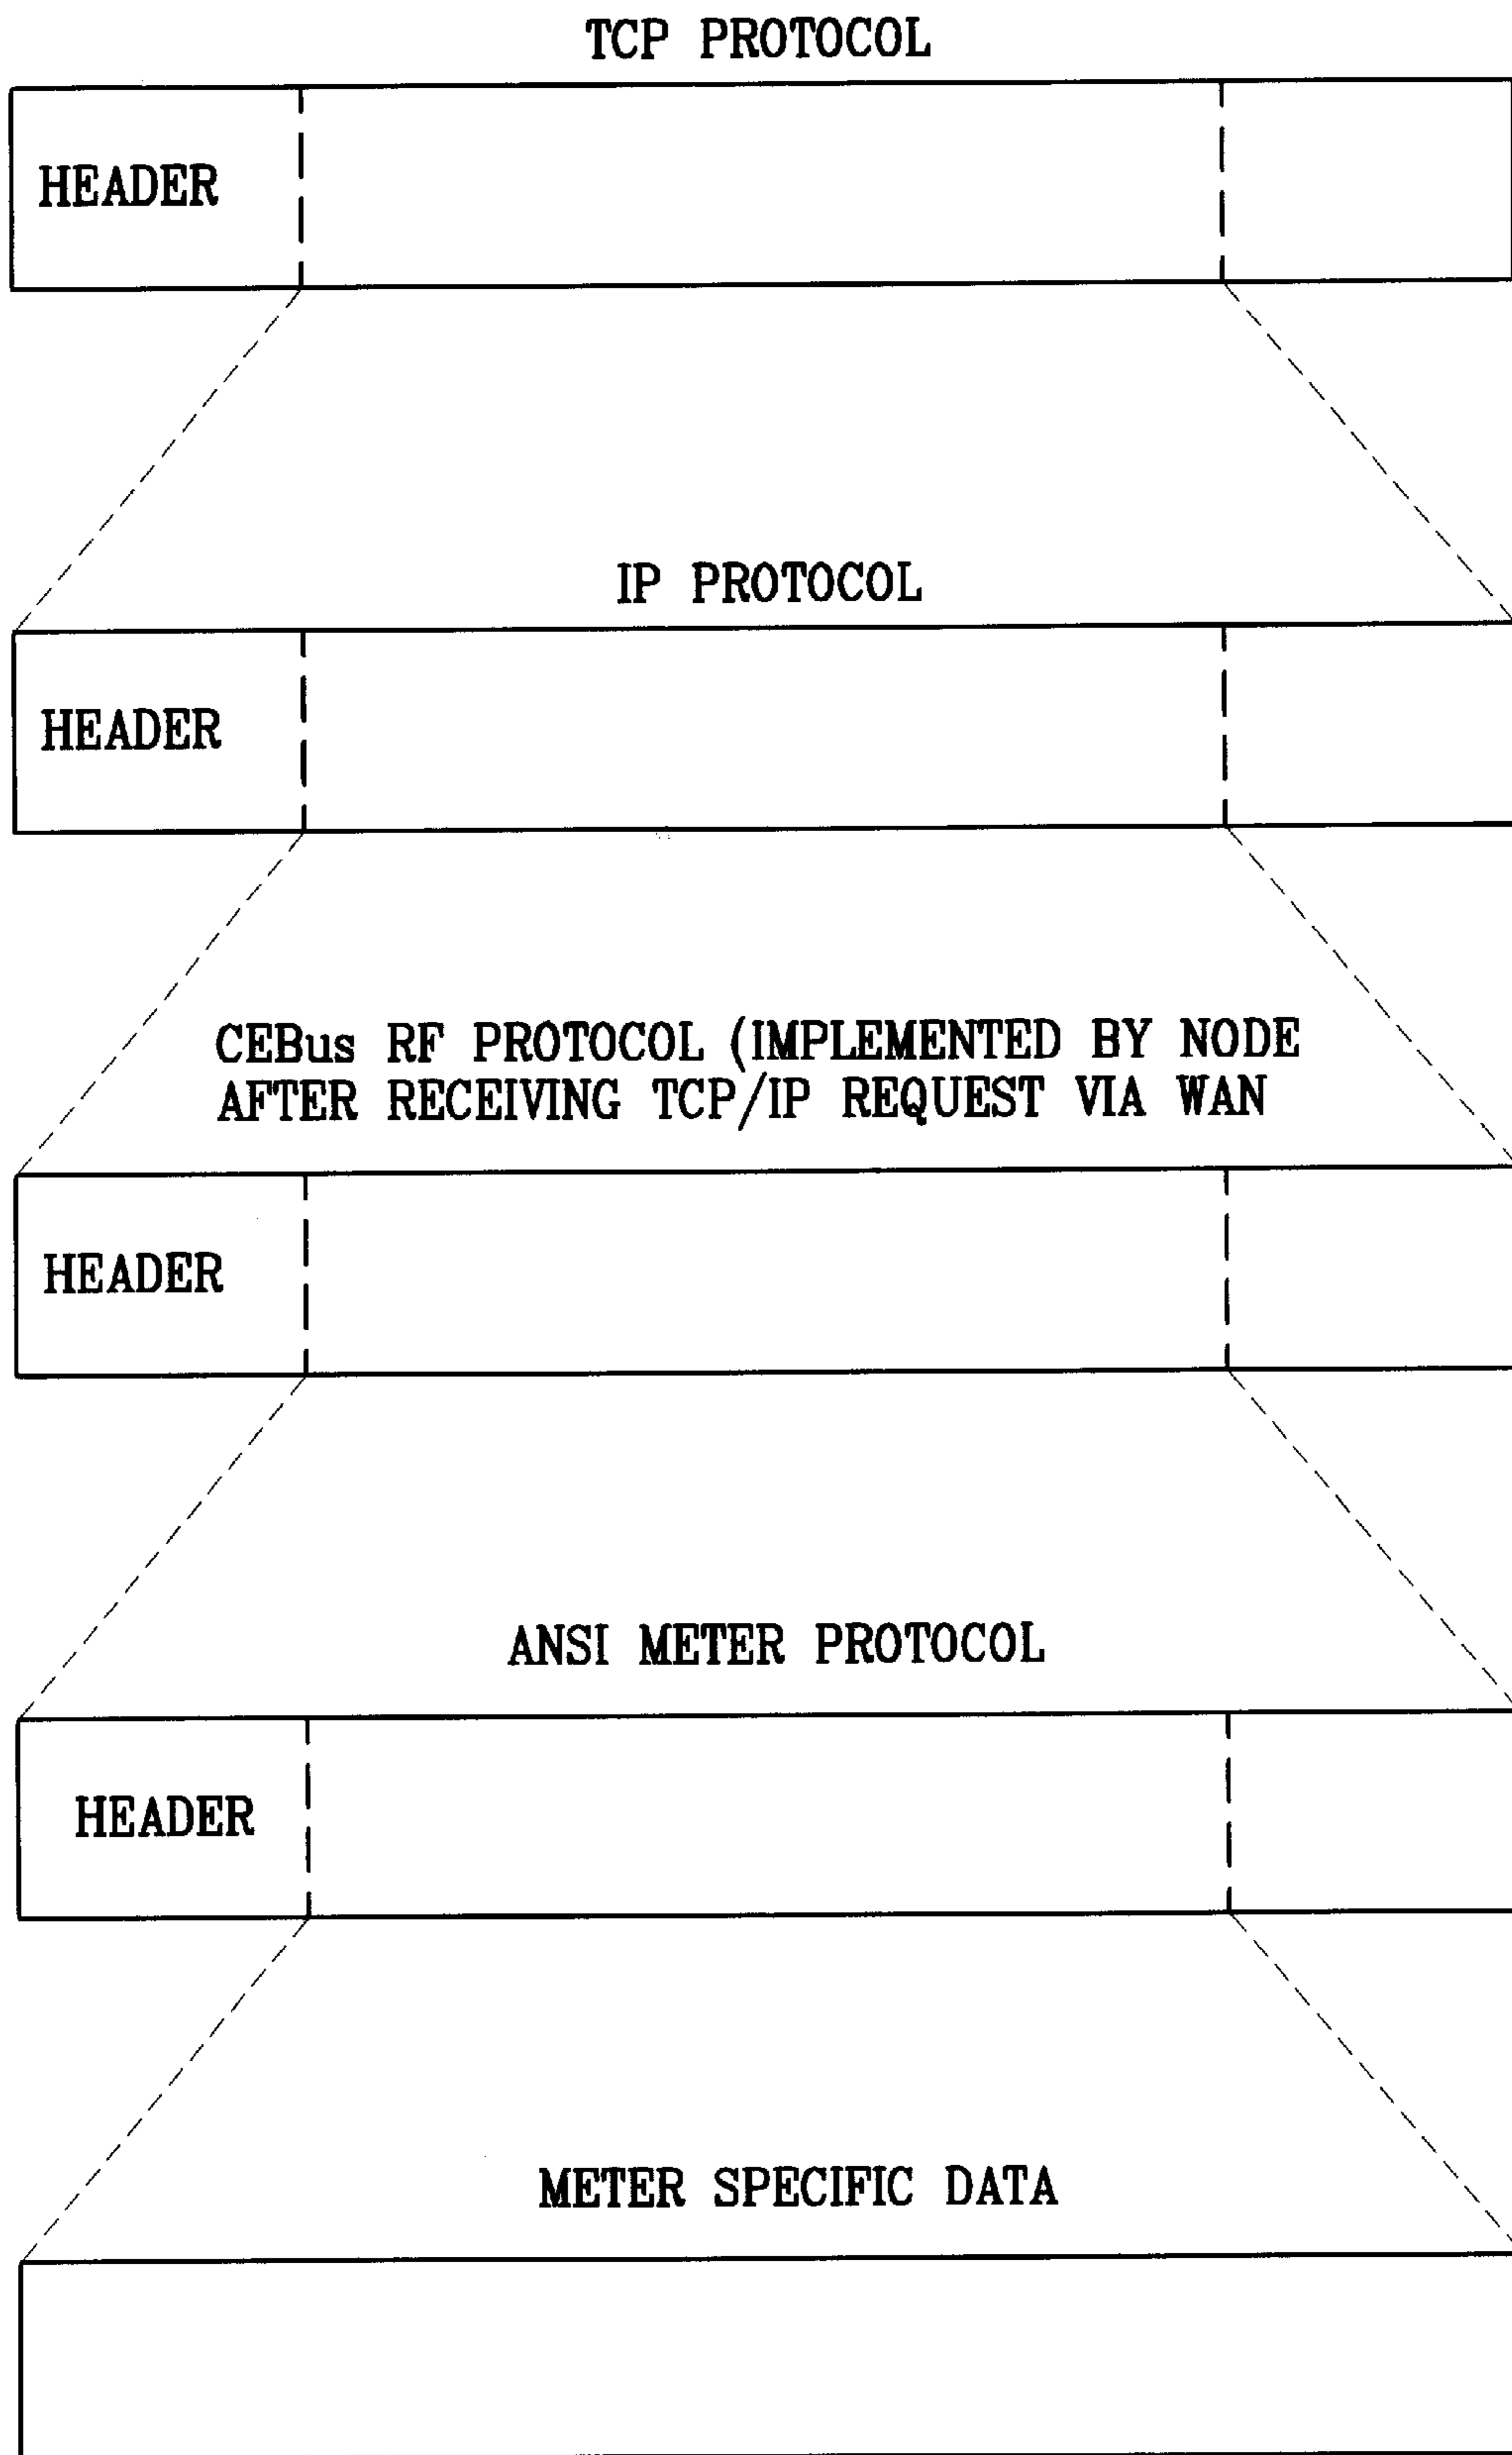 TCP PROTOCOL
HEADER
IP PROTOCOL
HEADER
CEBus RF PROTOCOL (IMPLEMENTED BY NODE
AFTER RECEIVING TCP/IP REQUEST VIA WAN
HEADER
ANSI METER PROTOCOL
HEADER
METER SPECIFIC DATA